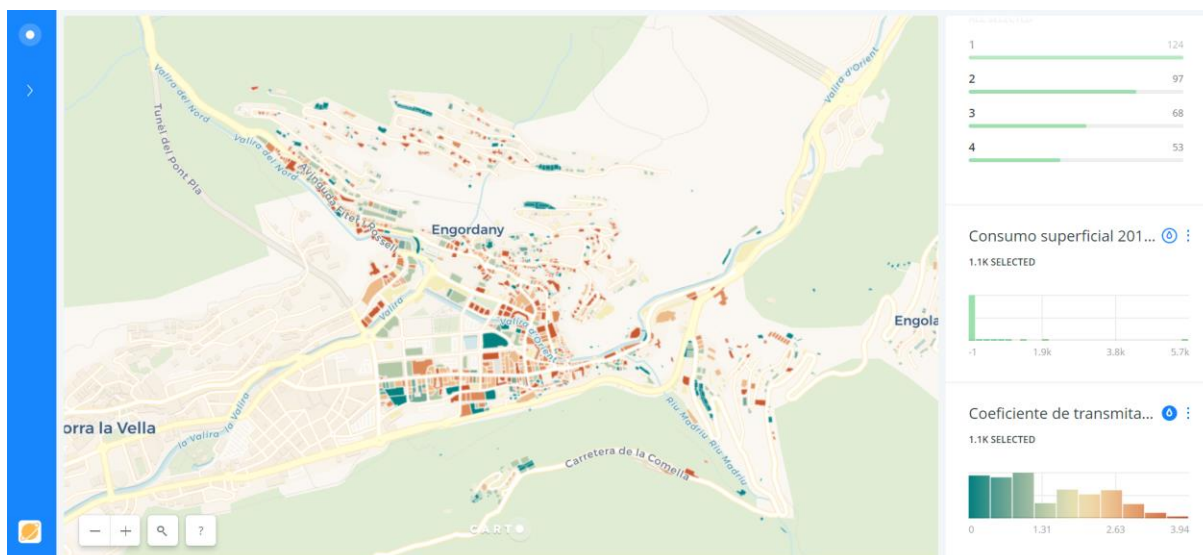 Valira del Nord
Tunèl del Pont Pla
Valira del Nord
Avinguda Fiter i Rossell
Engordany
Valira d'Orient
Valira
Valira d'Orient
Engola
orra la Vella
la Valira
la Valira
Riu Madriu
Riu Madriu
Carretera de la Comella
CARTO
− + ?
1 124
2 97
3 68
4 53
Consumo superficial 201...
1.1K SELECTED
-1 1.9k 3.8k 5.7k
Coeficiente de transmita...
1.1K SELECTED
0 1.31 2.63 3.94